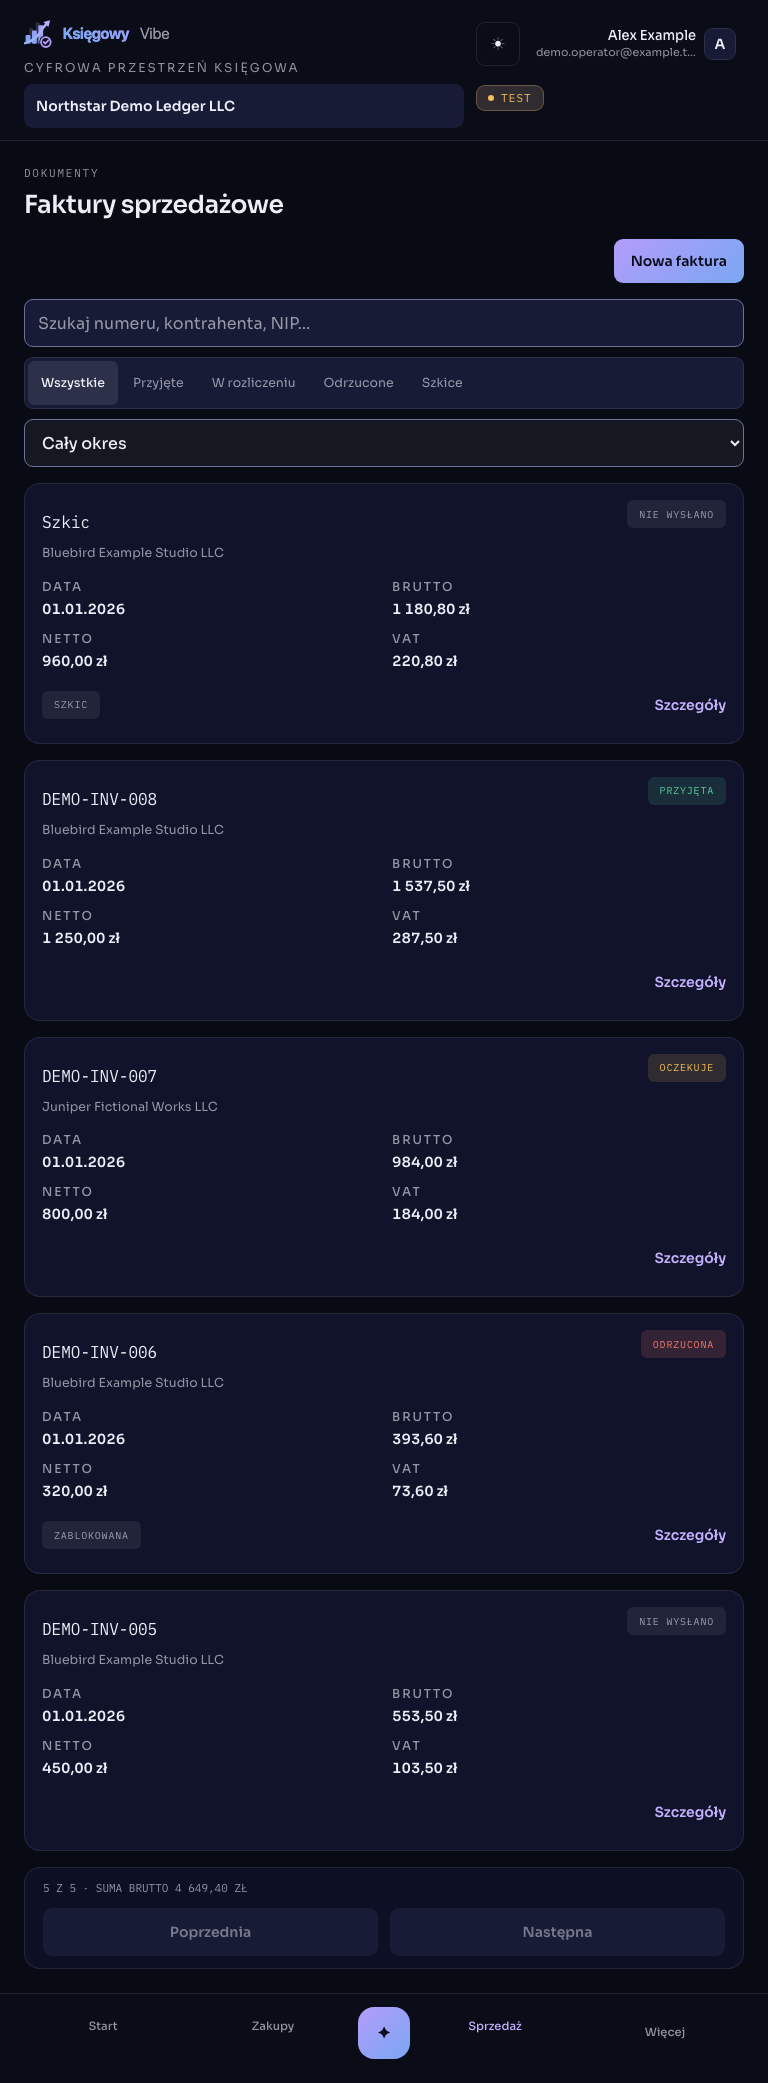 Księgowy Vibe
CYFROWA PRZESTRZEŃ KSIĘGOWA
Alex Example
demo.operator@example.t...
A
Northstar Demo Ledger LLC
TEST
DOKUMENTY
Faktury sprzedażowe
Nowa faktura
Szukaj numeru, kontrahenta, NIP...
Wszystkie Przyjęte W rozliczeniu Odrzucone Szkice
Cały okres
Szkic
NIE WYSŁANO
Bluebird Example Studio LLC
DATA BRUTTO
01.01.2026 1 180,80 zł
NETTO VAT
960,00 zł 220,80 zł
SZKIC Szczegóły
DEMO-INV-008
PRZYJĘTA
Bluebird Example Studio LLC
DATA BRUTTO
01.01.2026 1 537,50 zł
NETTO VAT
1 250,00 zł 287,50 zł
Szczegóły
DEMO-INV-007
OCZEKUJE
Juniper Fictional Works LLC
DATA BRUTTO
01.01.2026 984,00 zł
NETTO VAT
800,00 zł 184,00 zł
Szczegóły
DEMO-INV-006
ODRZUCONA
Bluebird Example Studio LLC
DATA BRUTTO
01.01.2026 393,60 zł
NETTO VAT
320,00 zł 73,60 zł
ZABLOKOWANA Szczegóły
DEMO-INV-005
NIE WYSŁANO
Bluebird Example Studio LLC
DATA BRUTTO
01.01.2026 553,50 zł
NETTO VAT
450,00 zł 103,50 zł
Szczegóły
5 Z 5 · SUMA BRUTTO 4 649,40 ZŁ
Poprzednia Następna
Start Zakupy Sprzedaż Więcej